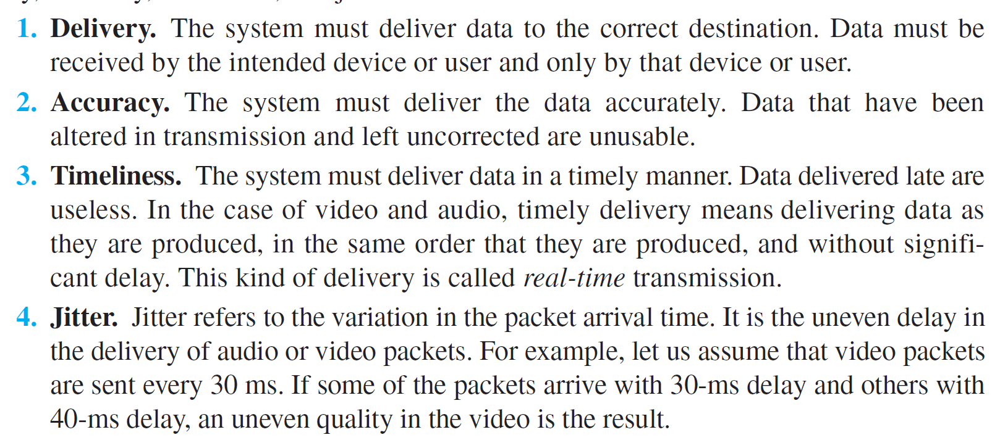 1. Delivery. The system must deliver data to the correct destination. Data must be
received by the intended device or user and only by that device or user.
2. Accuracy. The system must deliver the data accurately. Data that have been
altered in transmission and left uncorrected are unusable.
3. Timeliness. The system must deliver data in a timely manner. Data delivered late are
useless. In the case of video and audio, timely delivery means delivering data as
they are produced, in the same order that they are produced, and without signifi-
cant delay. This kind of delivery is called real-time transmission.
4. Jitter. Jitter refers to the variation in the packet arrival time. It is the uneven delay in
the delivery of audio or video packets. For example, let us assume that video packets
are sent every 30 ms. If some of the packets arrive with 30-ms delay and others with
40-ms delay, an uneven quality in the video is the result.